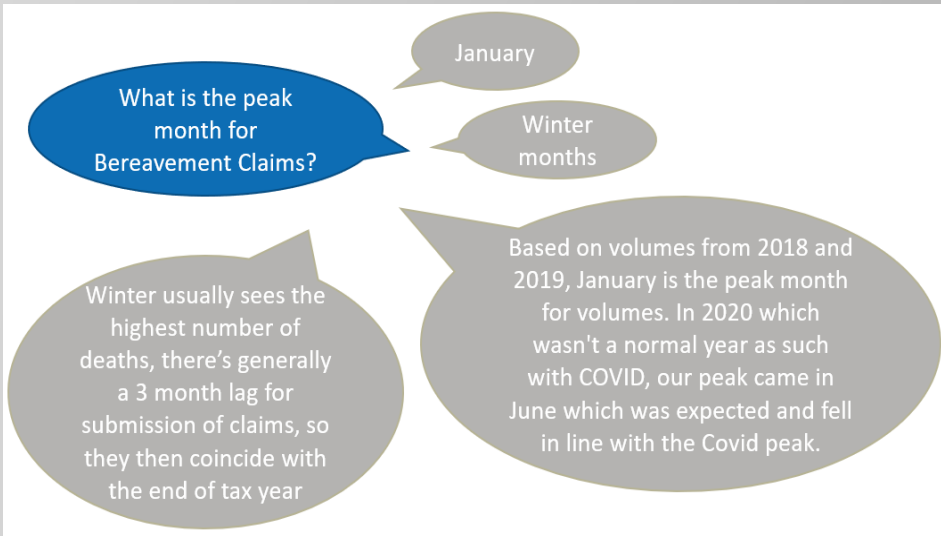 January
What is the peak
month for
Bereavement Claims?
Winter
months
Winter usually sees the
highest number of
deaths, there’s generally
a 3 month lag for
submission of claims, so
they then coincide with
the end of tax year
Based on volumes from 2018 and
2019, January is the peak month
for volumes. In 2020 which
wasn't a normal year as such
with COVID, our peak came in
June which was expected and fell
in line with the Covid peak.